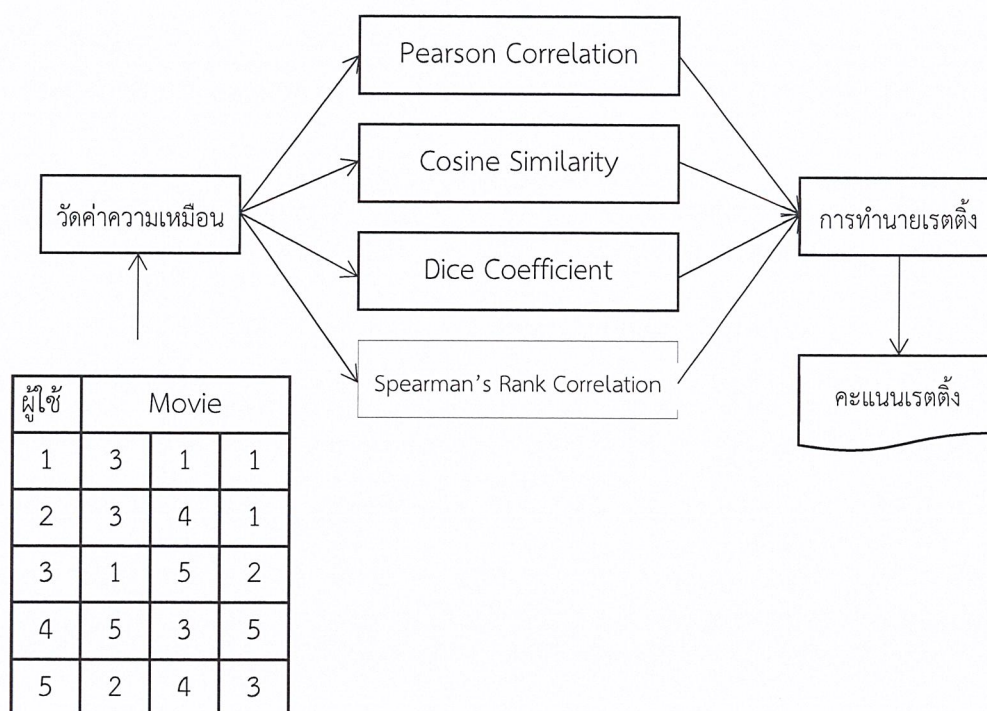 Pearson Correlation
Cosine Similarity
วัดค่าความเหมือน
การทำนายเรตติ้ง
Dice Coefficient
Spearman's Rank Correlation
คะแนนเรตติ้ง
ผู้ใช้ Movie
1 3 1 1
2 3 4 1
3 1 5 2
4 5 3 5
5 2 4 3